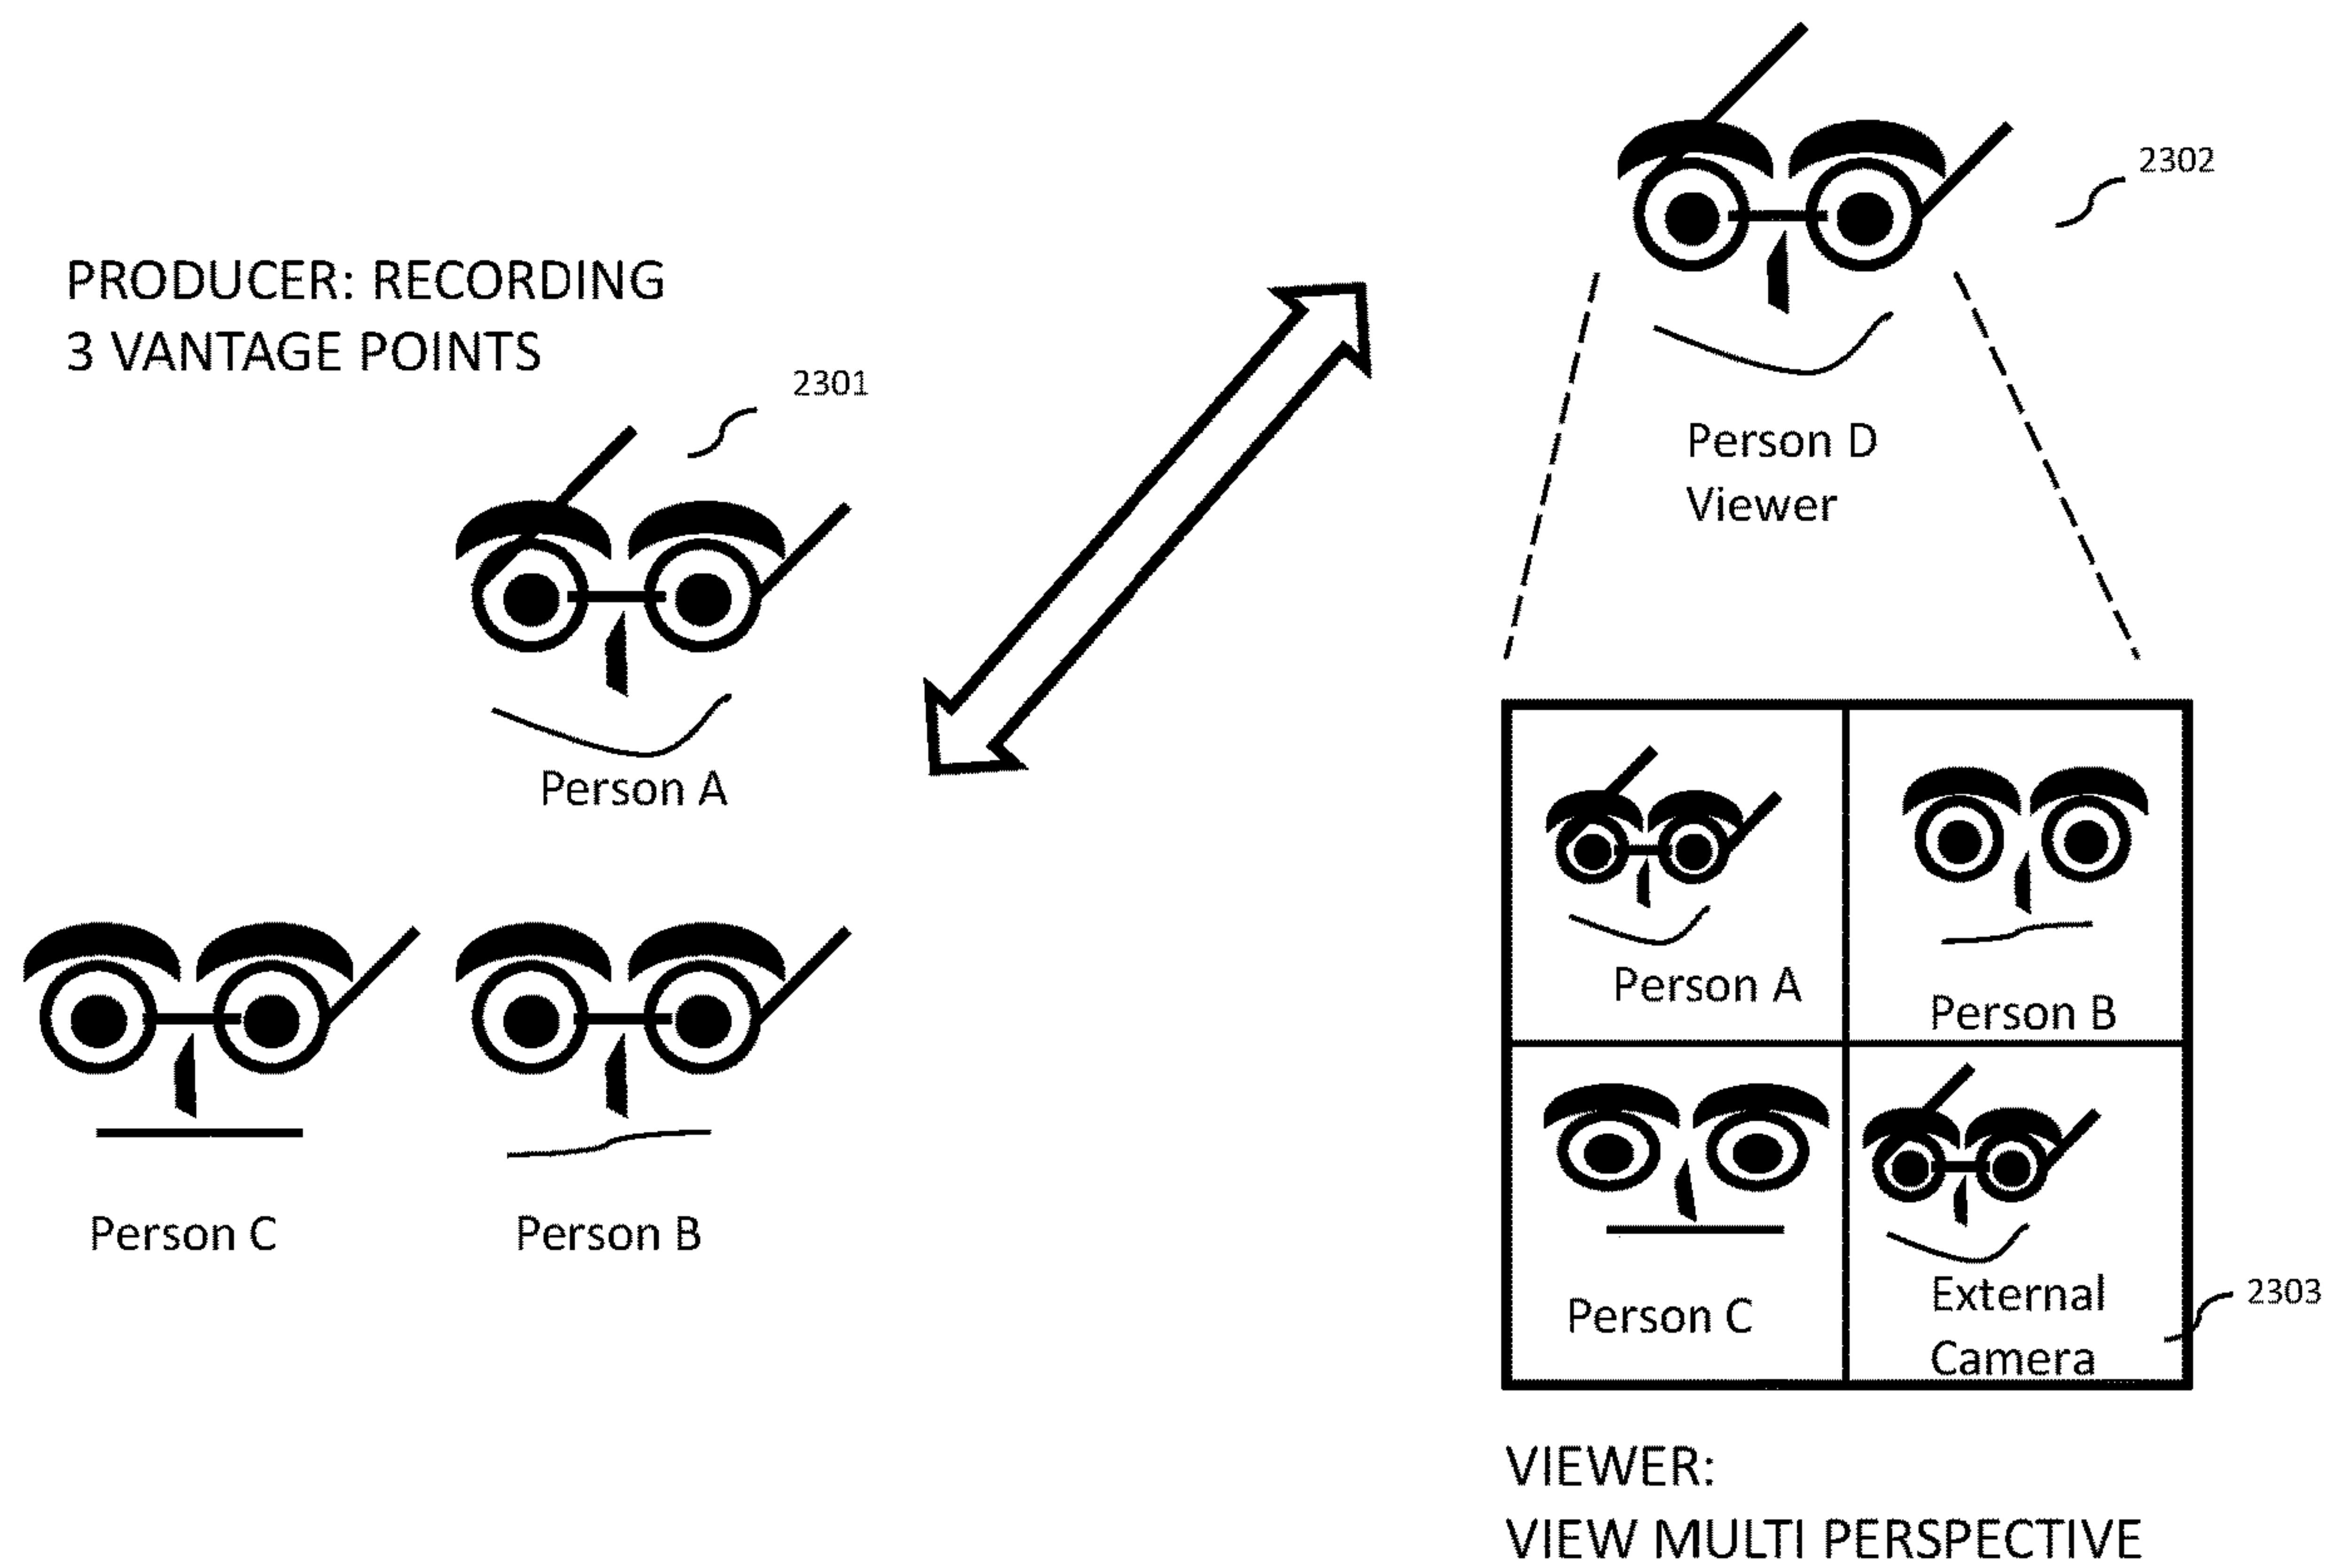 PRODUCER: RECORDING
3 VANTAGE POINTS
2301
Person A
Person C
Person B
2302
Person D
Viewer
Person A
Person B
Person C
External
Camera
2303
VIEWER:
VIEW MULTI PERSPECTIVE